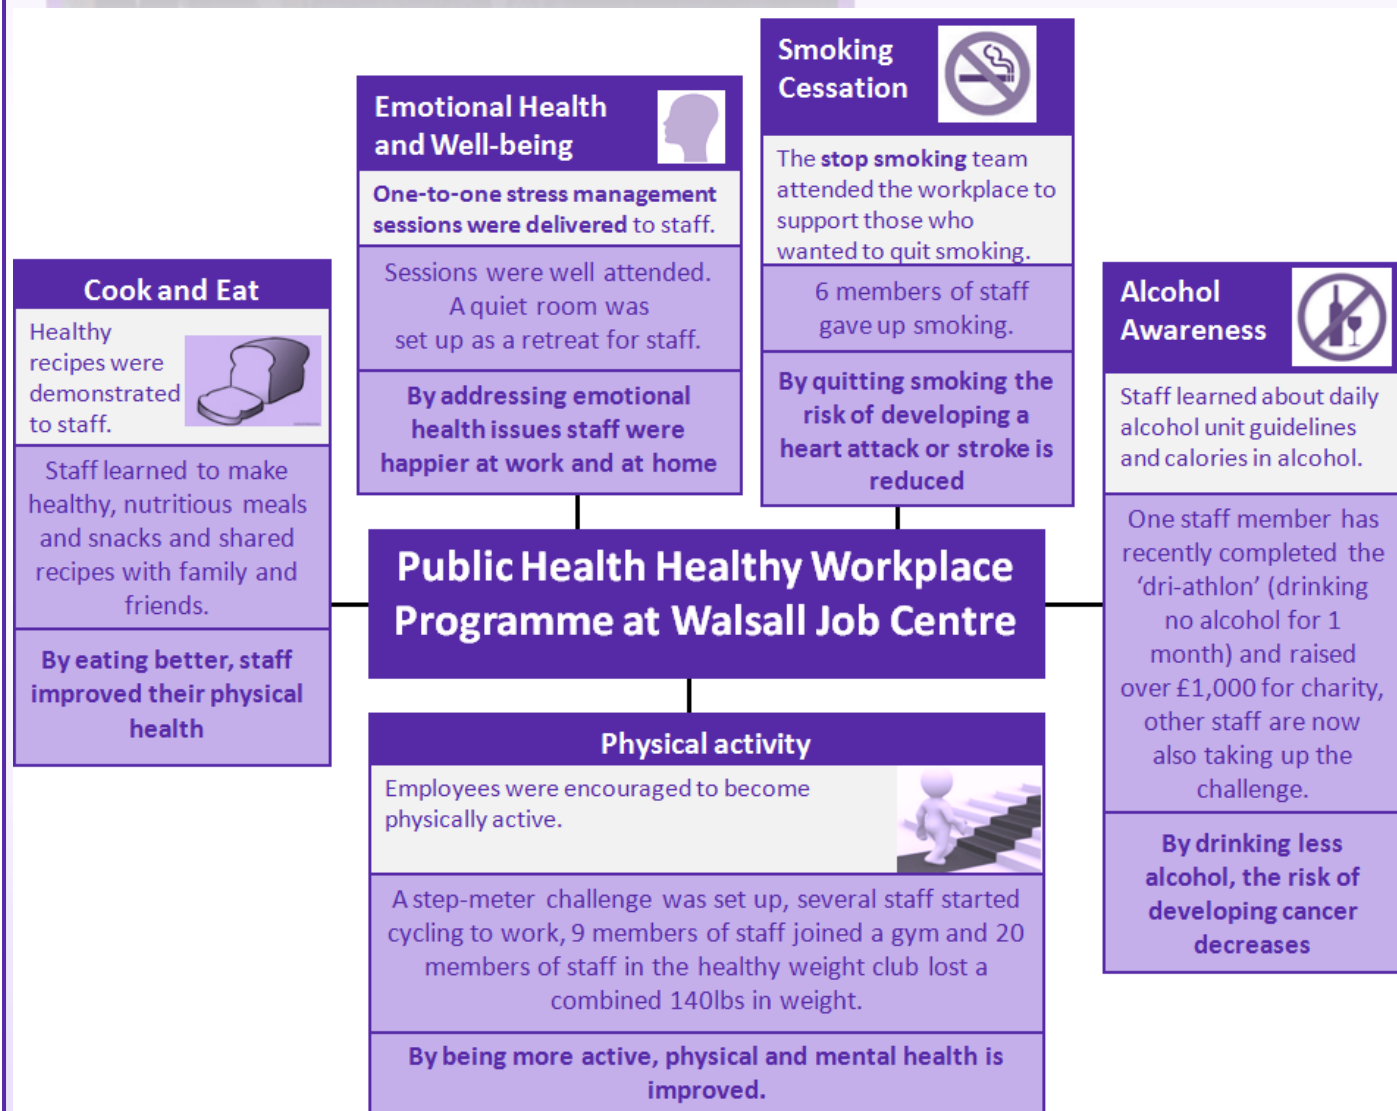 Smoking
Cessation
The stop smoking team
attended the workplace to
support those who
wanted to quit smoking.
6 members of staff
gave up smoking.
By quitting smoking the
risk of developing a
heart attack or stroke is
reduced
Emotional Health
and Well-being
One-to-one stress management
sessions were delivered to staff.
Sessions were well attended.
A quiet room was
set up as a retreat for staff.
By addressing emotional
health issues staff were
happier at work and at home
Cook and Eat
Healthy
recipes were
demonstrated
to staff.
Staff learned to make
healthy, nutritious meals
and snacks and shared
recipes with family and
friends.
By eating better, staff
improved their physical
health
Alcohol
Awareness
Staff learned about daily
alcohol unit guidelines
and calories in alcohol.
One staff member has
recently completed the
‘dri-athlon’ (drinking
no alcohol for 1
month) and raised
over £1,000 for charity,
other staff are now
also taking up the
challenge.
By drinking less
alcohol, the risk of
developing cancer
decreases
Public Health Healthy Workplace
Programme at Walsall Job Centre
Physical activity
Employees were encouraged to become
physically active.
A step-meter challenge was set up, several staff started
cycling to work, 9 members of staff joined a gym and 20
members of staff in the healthy weight club lost a
combined 140lbs in weight.
By being more active, physical and mental health is
improved.